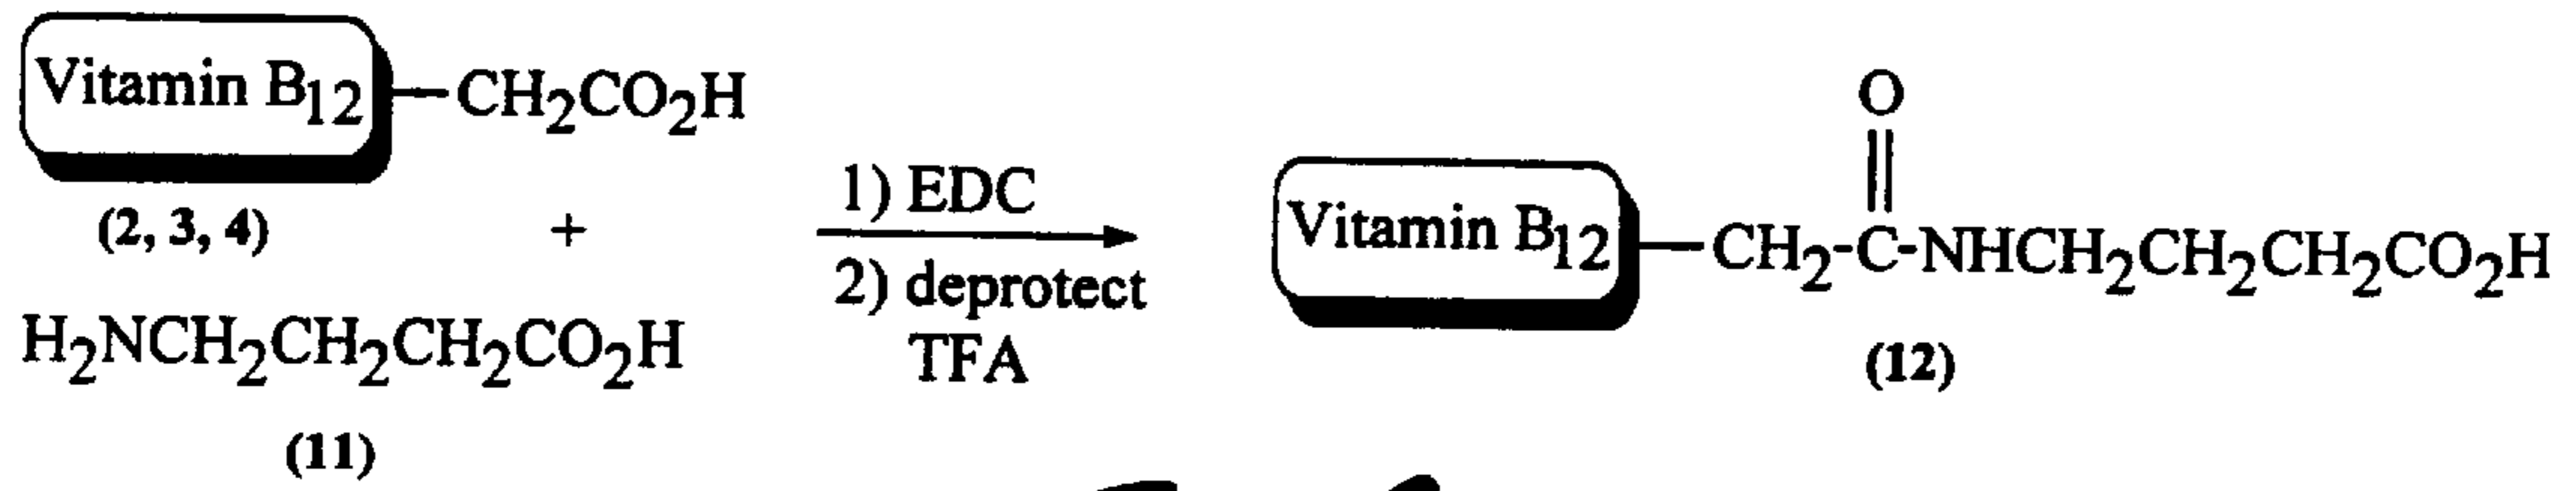 Vitamin B12-CH2CO2H
(2, 3, 4)
+
H2NCH2CH2CH2CO2H
(11)
1) EDC
2) deprotect
TFA
O
Vitamin B12-CH2-C-NHCH2CH2CH2CO2H
(12)